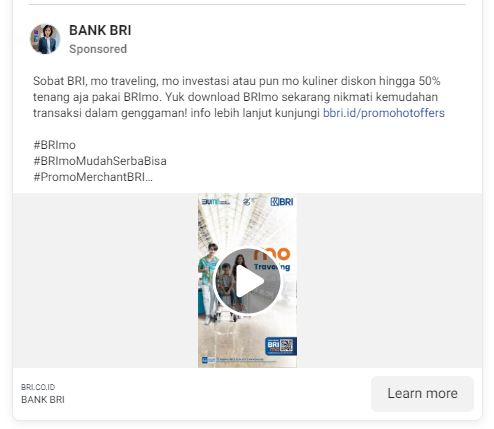 BANK BRI
Sponsored
Sobat BRI, mo traveling, mo investasi atau pun mo kuliner diskon hingga 50%
tenang aja pakai BRImo. Yuk download BRImo sekarang nikmati kemudahan
transaksi dalam genggaman! info lebih lanjut kunjungi bbri.id/promohotoffers
#BRImo
#BRImoMudahSerbaBisa
#PromoMerchantBRI...
BUMN
BRI
mo
Traveling
BRI
BRI.CO.ID
BANK BRI
Learn more